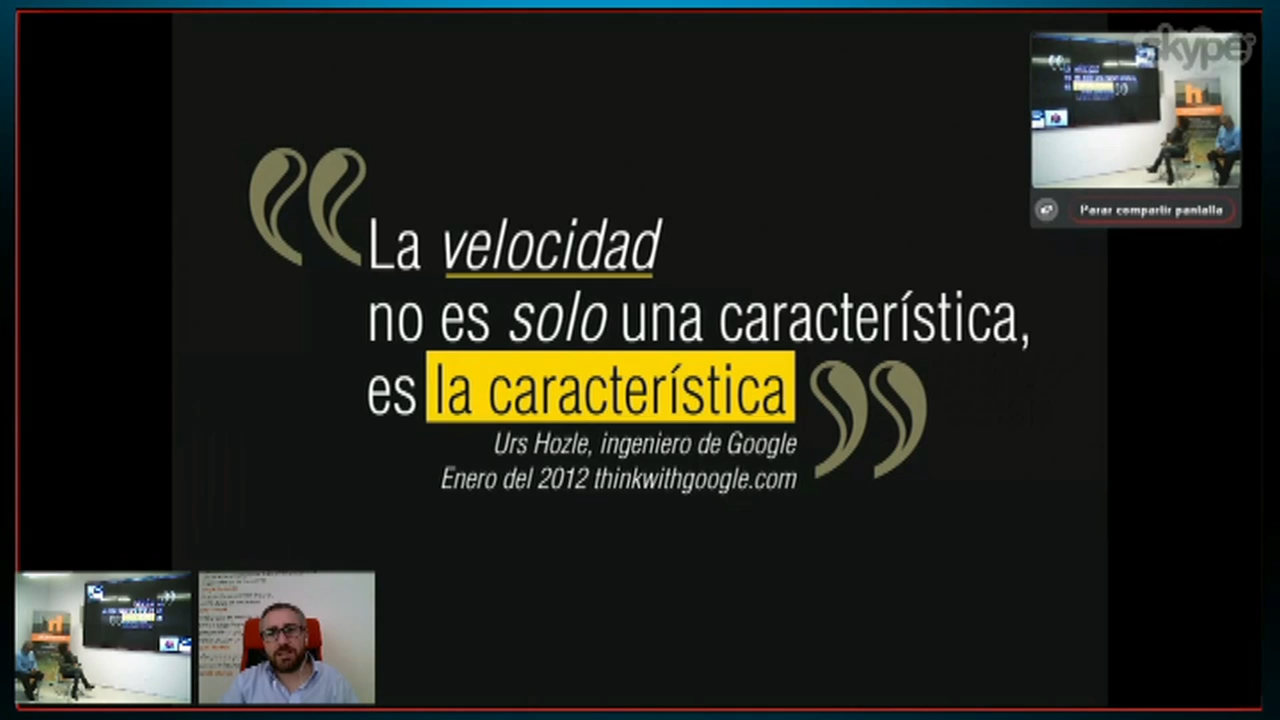 skype
Parar compartir pantalla
La velocidad
no es solo una característica,
es la característica
Urs Hozle, ingeniero de Google
Enero del 2012 thinkwithgoogle.com